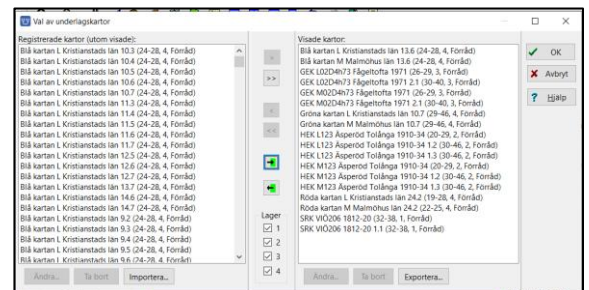 Val av underlagskartor
Registrerade kartor (utom visade):
Blå kartan L Kristianstads län 10.3 (24-28, 4, Förråd)
Blå kartan L Kristianstads län 10.4 (24-28, 4, Förråd)
Blå kartan L Kristianstads län 10.5 (24-28, 4, Förråd)
Blå kartan L Kristianstads län 10.6 (24-28, 4, Förråd)
Blå kartan L Kristianstads län 10.7 (24-28, 4, Förråd)
Blå kartan L Kristianstads län 11.3 (24-28, 4, Förråd)
Blå kartan L Kristianstads län 11.4 (24-28, 4, Förråd)
Blå kartan L Kristianstads län 11.5 (24-28, 4, Förråd)
Blå kartan L Kristianstads län 11.6 (24-28, 4, Förråd)
Blå kartan L Kristianstads län 11.7 (24-28, 4, Förråd)
Blå kartan L Kristianstads län 12.5 (24-28, 4, Förråd)
Blå kartan L Kristianstads län 12.6 (24-28, 4, Förråd)
Blå kartan L Kristianstads län 12.7 (24-28, 4, Förråd)
Blå kartan L Kristianstads län 13.7 (24-28, 4, Förråd)
Blå kartan L Kristianstads län 14.6 (24-28, 4, Förråd)
Blå kartan L Kristianstads län 14.7 (24-28, 4, Förråd)
Blå kartan L Kristianstads län 9.2 (24-28, 4, Förråd)
Blå kartan L Kristianstads län 9.3 (24-28, 4, Förråd)
Blå kartan L Kristianstads län 9.4 (24-28, 4, Förråd)
Blå kartan L Kristianstads län 9.5 (24-28, 4, Förråd)
Blå kartan L Kristianstads län 9.6 (24-28, 4, Förråd)
Ändra... Ta bort Importera...
>
>>
<
<<
Lager
1
2
3
4
Visade kartor:
Blå kartan L Kristianstads län 13.6 (24-28, 4, Förråd)
Blå kartan M Malmöhus län 13.6 (24-28, 4, Förråd)
GEK L02D4h73 Fågeltofta 1971 (26-29, 3, Förråd)
GEK L02D4h73 Fågeltofta 1971 2.1 (30-40, 3, Förråd)
GEK M02D4h73 Fågeltofta 1971 (26-29, 3, Förråd)
GEK M02D4h73 Fågeltofta 1971 2.1 (30-40, 3, Förråd)
Gröna kartan L Kristianstads län 10.7 (29-46, 4, Förråd)
Gröna kartan M Malmöhus län 10.7 (29-46, 4, Förråd)
HEK L123 Äsperöd Tolånga 1910-34 (20-29, 2, Förråd)
HEK L123 Äsperöd Tolånga 1910-34 1.2 (30-46, 2, Förråd)
HEK L123 Äsperöd Tolånga 1910-34 1.3 (30-46, 2, Förråd)
HEK M123 Äsperöd Tolånga 1910-34 (20-29, 2, Förråd)
HEK M123 Äsperöd Tolånga 1910-34 1.2 (30-46, 2, Förråd)
HEK M123 Äsperöd Tolånga 1910-34 1.3 (30-46, 2, Förråd)
Röda kartan L Kristianstads län 24.2 (19-28, 4, Förråd)
Röda kartan M Malmöhus län 24.2 (22-25, 4, Förråd)
SRK VIÖ206 1812-20 (32-38, 1, Förråd)
SRK VIÖ206 1812-20 1.1 (32-38, 1, Förråd)
Ändra... Ta bort Exportera...
OK
Avbryt
Hjälp